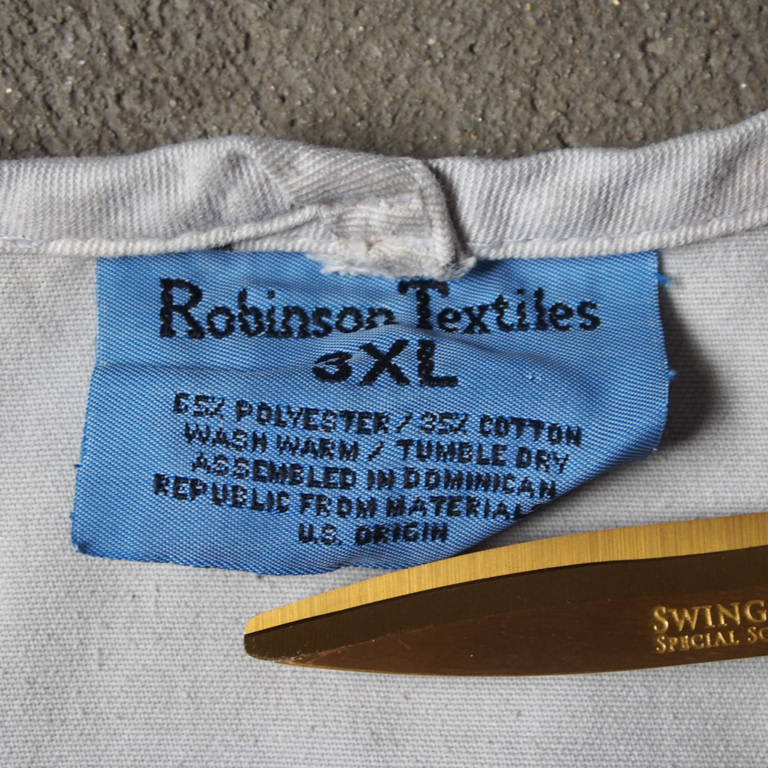 Robinson Textiles
3XL
65% POLYESTER / 35% COTTON
WASH WARM / TUMBLE DRY
ASSEMBLED IN DOMINICAN
REPUBLIC FROM MATERIALS
U.S. ORIGIN
SWING
SPECIAL